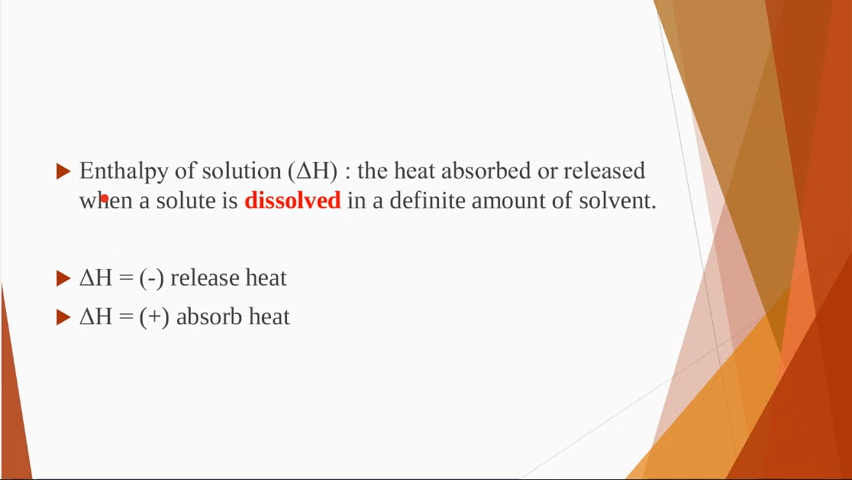 Enthalpy of solution (ΔH) : the heat absorbed or released
when a solute is dissolved in a definite amount of solvent.
ΔH = (-) release heat
ΔH = (+) absorb heat